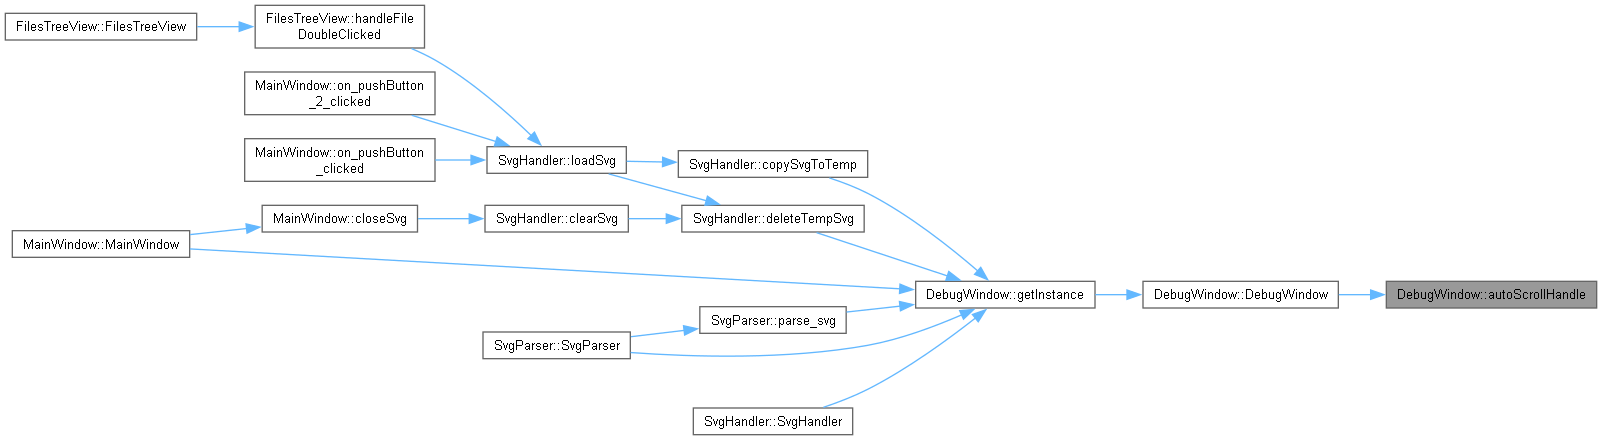 FilesTreeView::FilesTreeView
FilesTreeView::handleFile
DoubleClicked
MainWindow::on_pushButton
_2_clicked
MainWindow::on_pushButton
_clicked
SvgHandler::loadSvg
SvgHandler::copySvgToTemp
MainWindow::closeSvg
SvgHandler::clearSvg
SvgHandler::deleteTempSvg
MainWindow::MainWindow
DebugWindow::getInstance
DebugWindow::DebugWindow
DebugWindow::autoScrollHandle
SvgParser::parse_svg
SvgParser::SvgParser
SvgHandler::SvgHandler